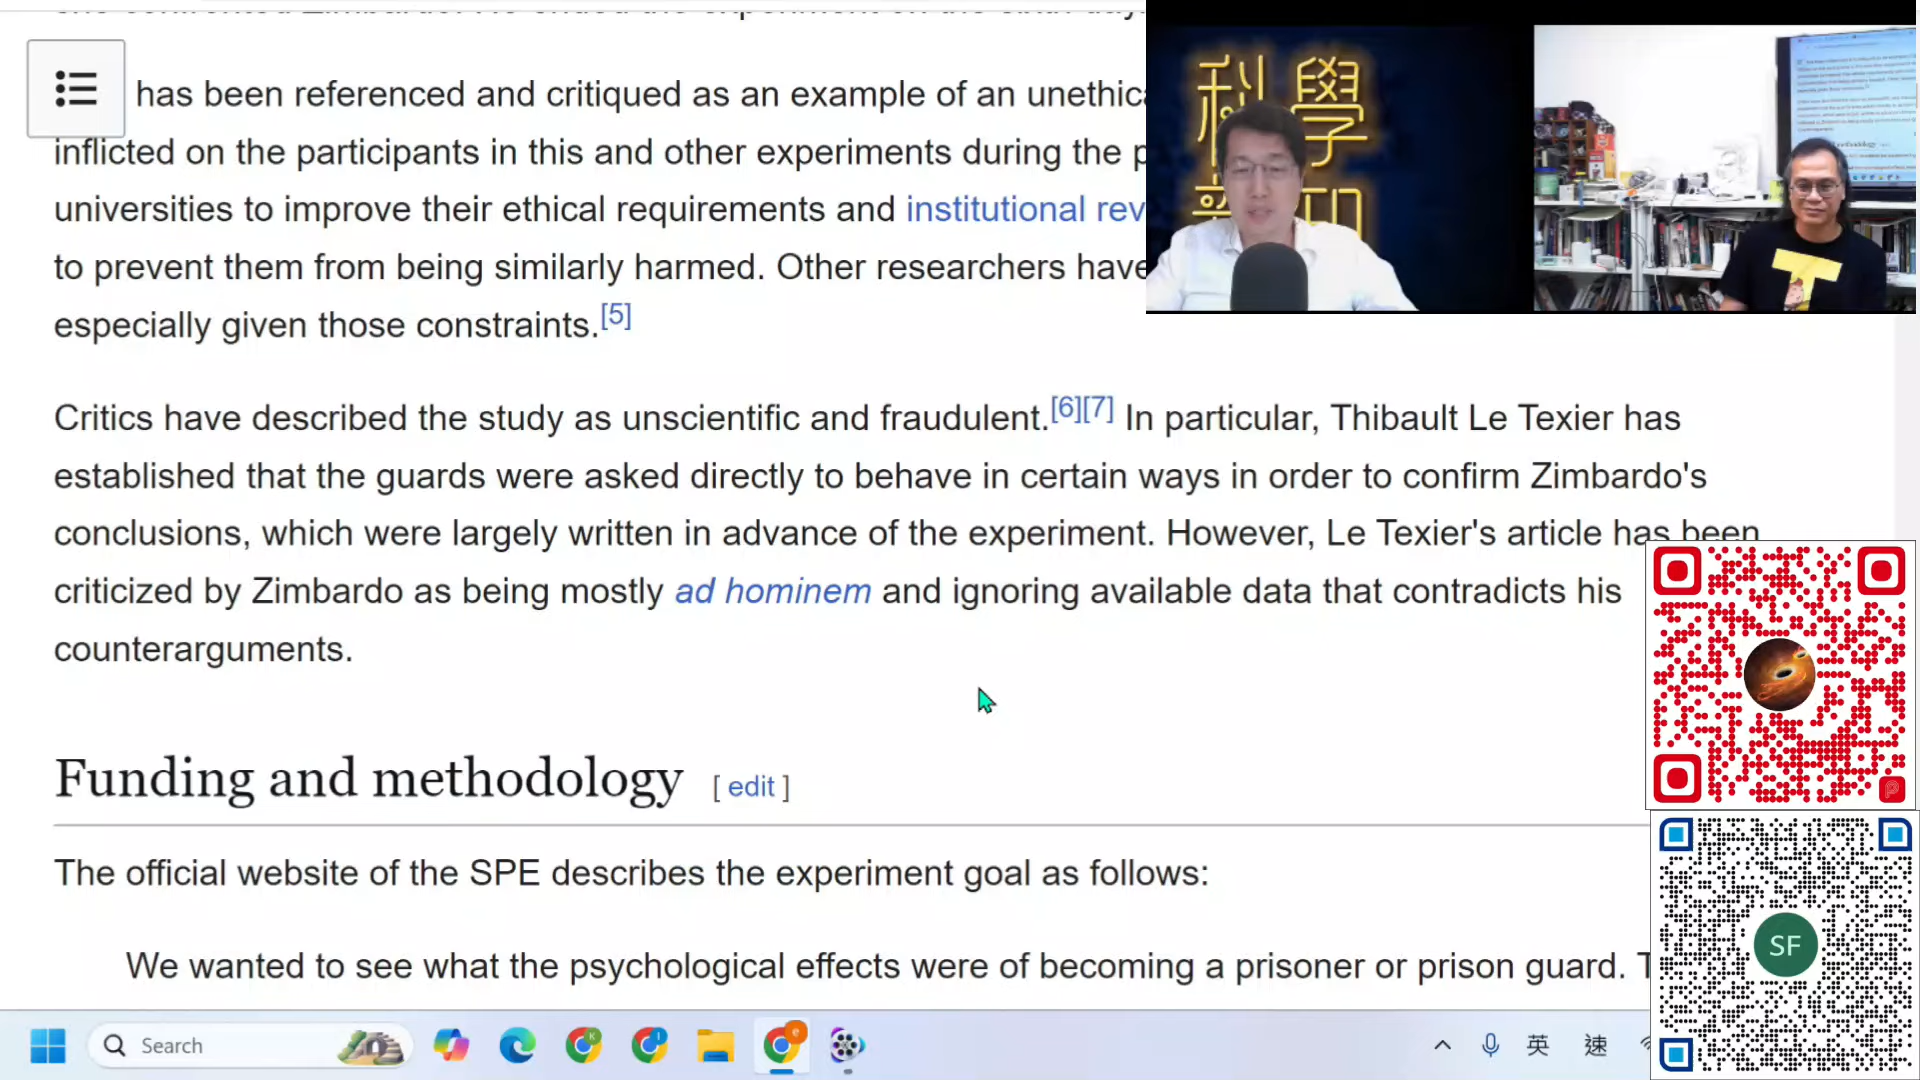 has been referenced and critiqued as an example of an
inflicted on the participants in this and other experiments during the
universities to improve their ethical requirements and institutional
to prevent them from being similarly harmed. Other researchers have
especially given those constraints.[5]
Critics have described the study as unscientific and fraudulent.[6][7] In particular, Thibault Le Texier has
established that the guards were asked directly to behave in certain ways in order to confirm Zimbardo's
conclusions, which were largely written in advance of the experiment. However, Le Texier's article has been
criticized by Zimbardo as being mostly ad hominem and ignoring available data that contradicts his
counterarguments.
Funding and methodology [ edit ]
The official website of the SPE describes the experiment goal as follows:
We wanted to see what the psychological effects were of becoming a prisoner or prison guard.
科學
SF
Search
英 速